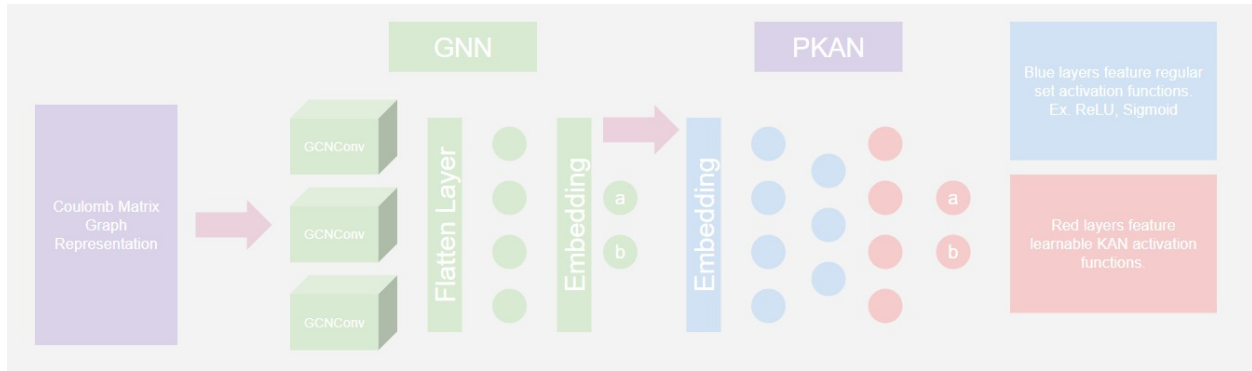 GNN
PKAN
Coulomb Matrix
Graph
Representation
GCNConv
GCNConv
GCNConv
Flatten Layer
Embedding
a
b
Embedding
a
b
Blue layers feature regular
set activation functions.
Ex. ReLU, Sigmoid
Red layers feature
learnable KAN activation
functions.